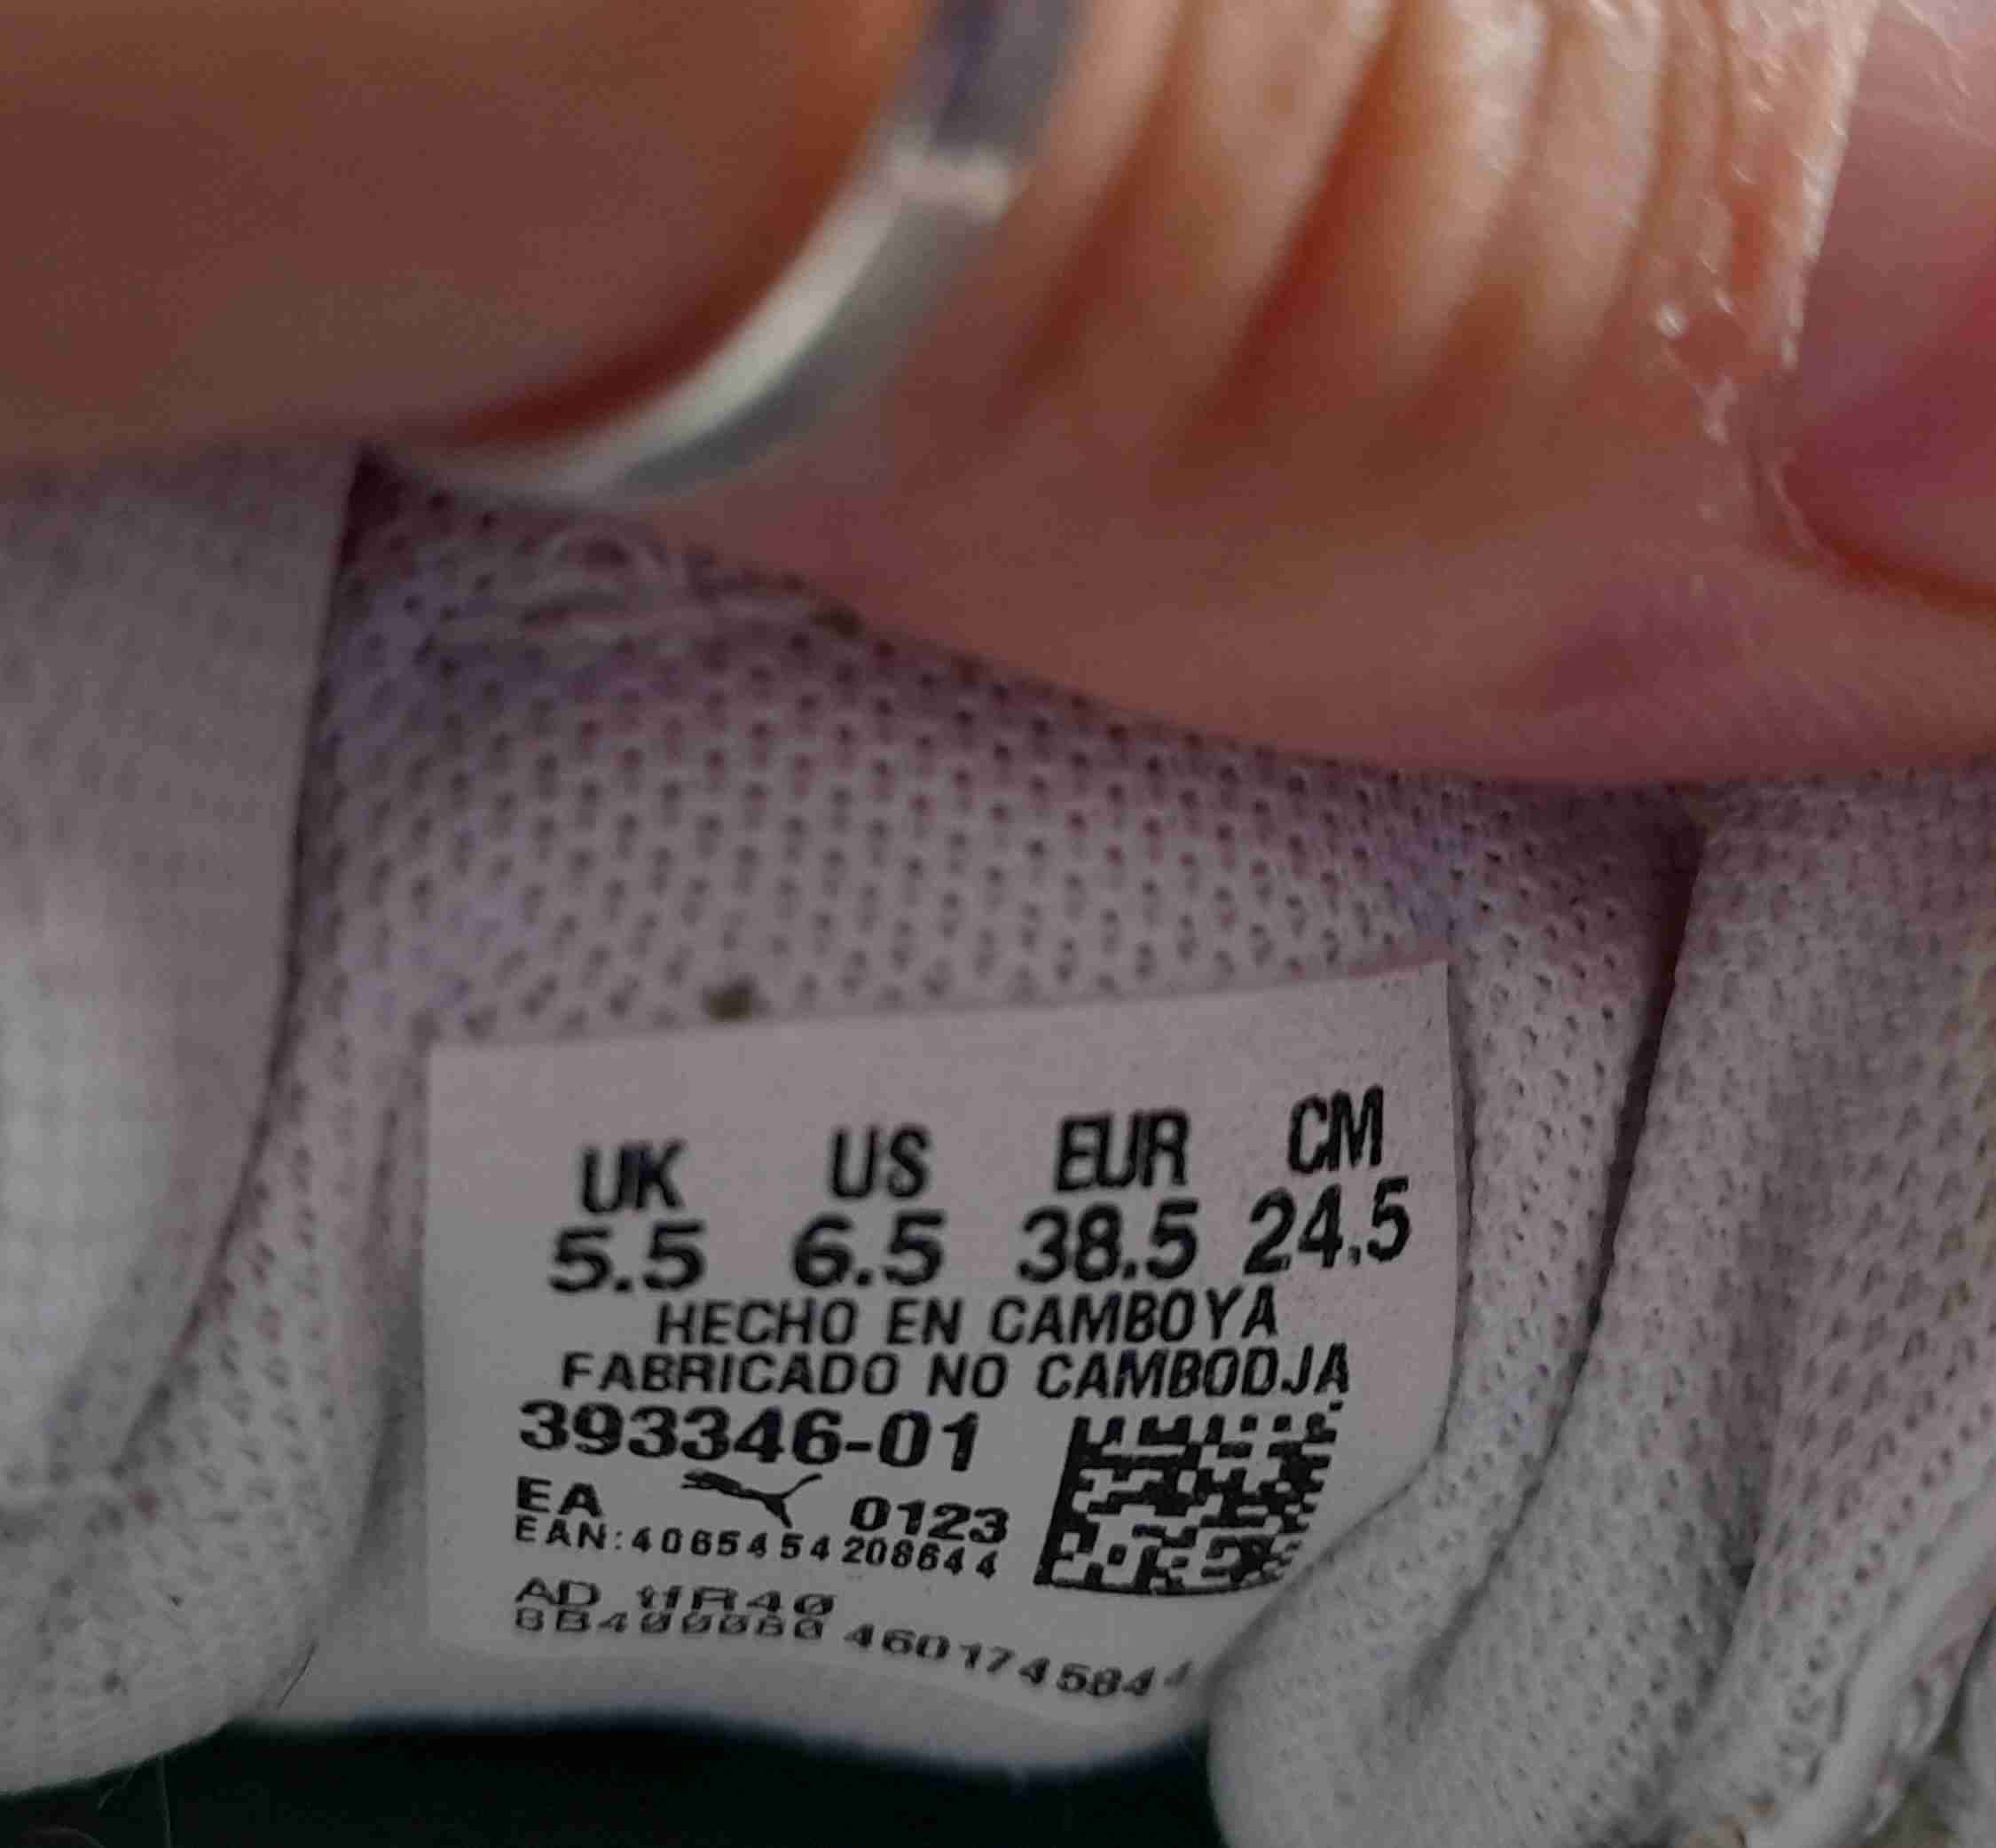 UK US EUR CM
5.5 6.5 38.5 24.5
HECHO EN CAMBOYA
FABRICADO NO CAMBODJA
393346-01
EA 0123
EAN:4065454208644
AD